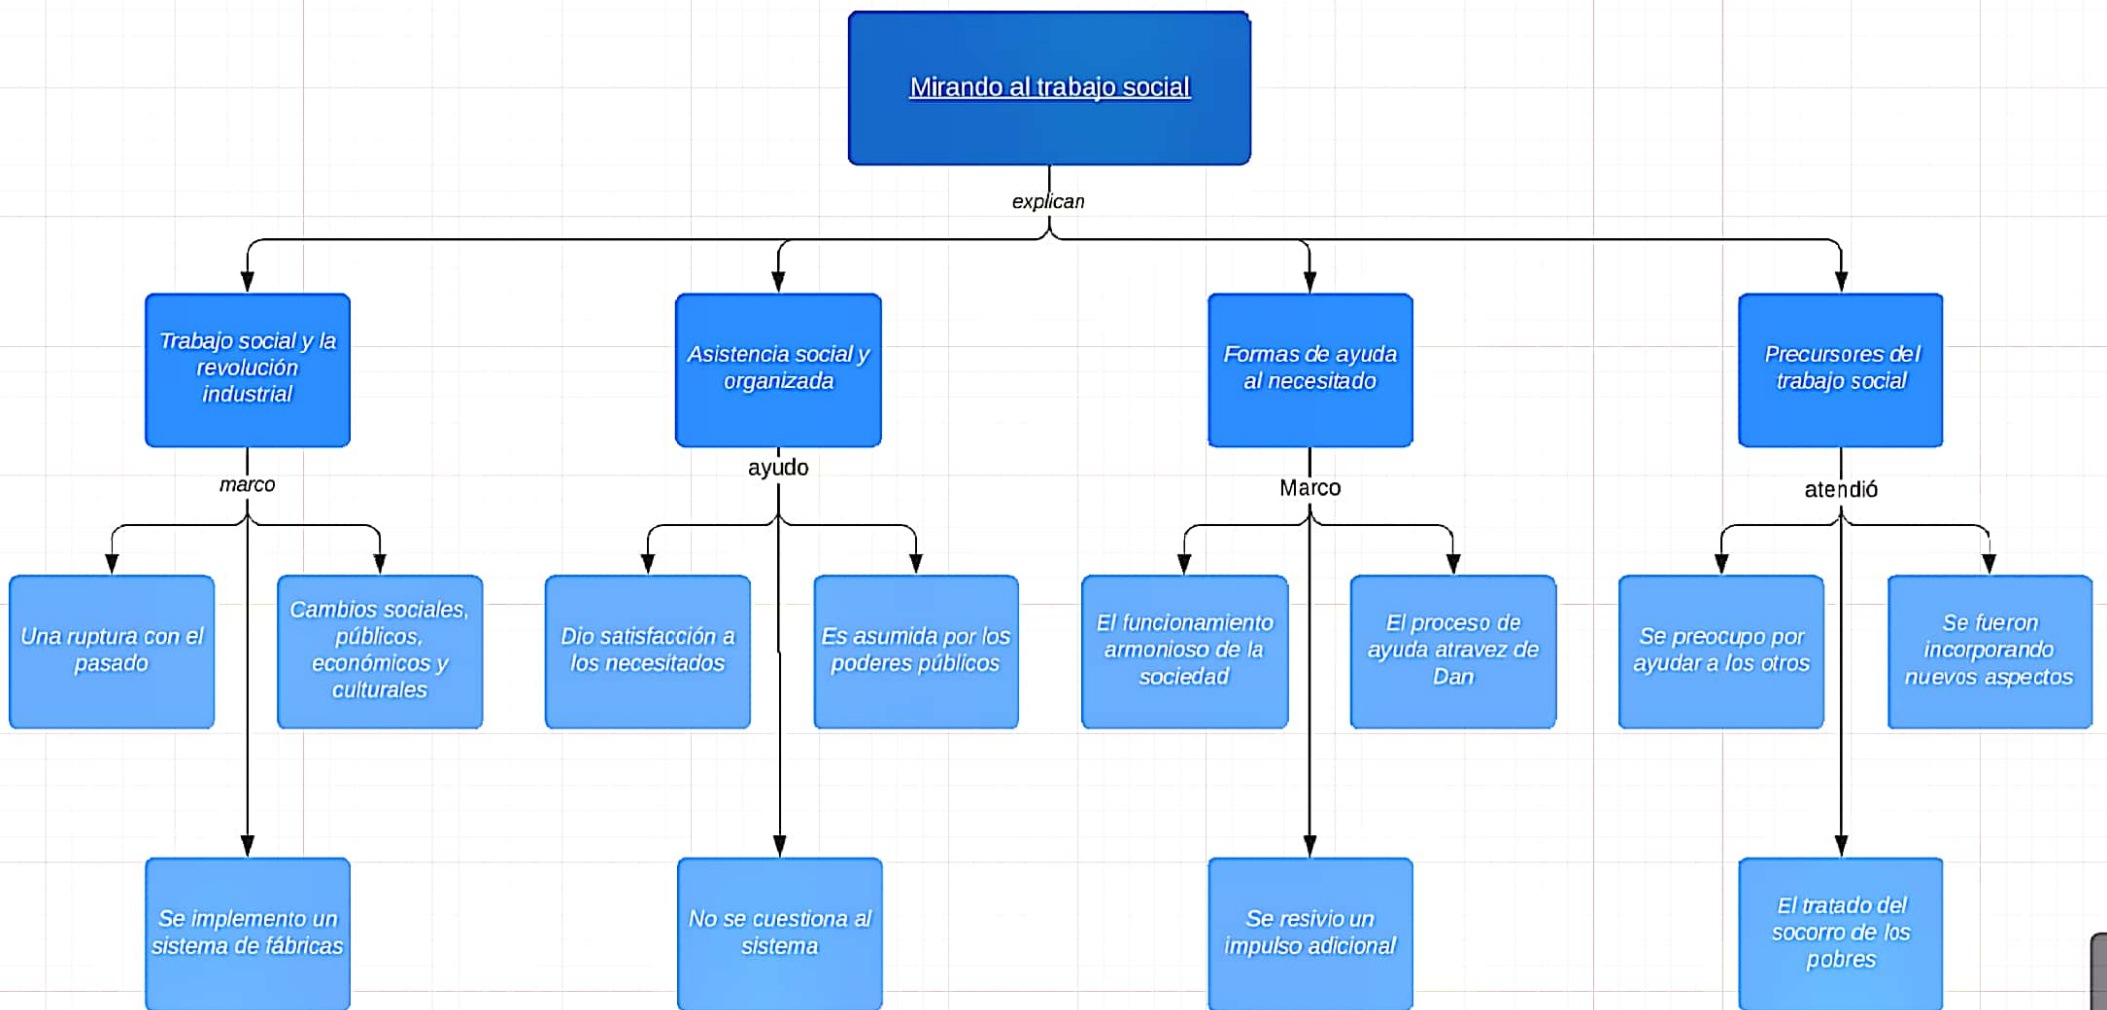 Mirando al trabajo social
explican
Trabajo social y la
revolución
industrial
Asistencia social y
organizada
Formas de ayuda
al necesitado
Precursores del
trabajo social
marco
ayudo
Marco
atendió
Una ruptura con el
pasado
Cambios sociales,
públicos,
económicos y
culturales
Dio satisfacción a
los necesitados
Es asumida por los
poderes públicos
El funcionamiento
armonioso de la
sociedad
El proceso de
ayuda atravez de
Dan
Se preocupo por
ayudar a los otros
Se fueron
incorporando
nuevos aspectos
Se implemento un
sistema de fábricas
No se cuestiona al
sistema
Se resivio un
impulso adicional
El tratado del
socorro de los
pobres